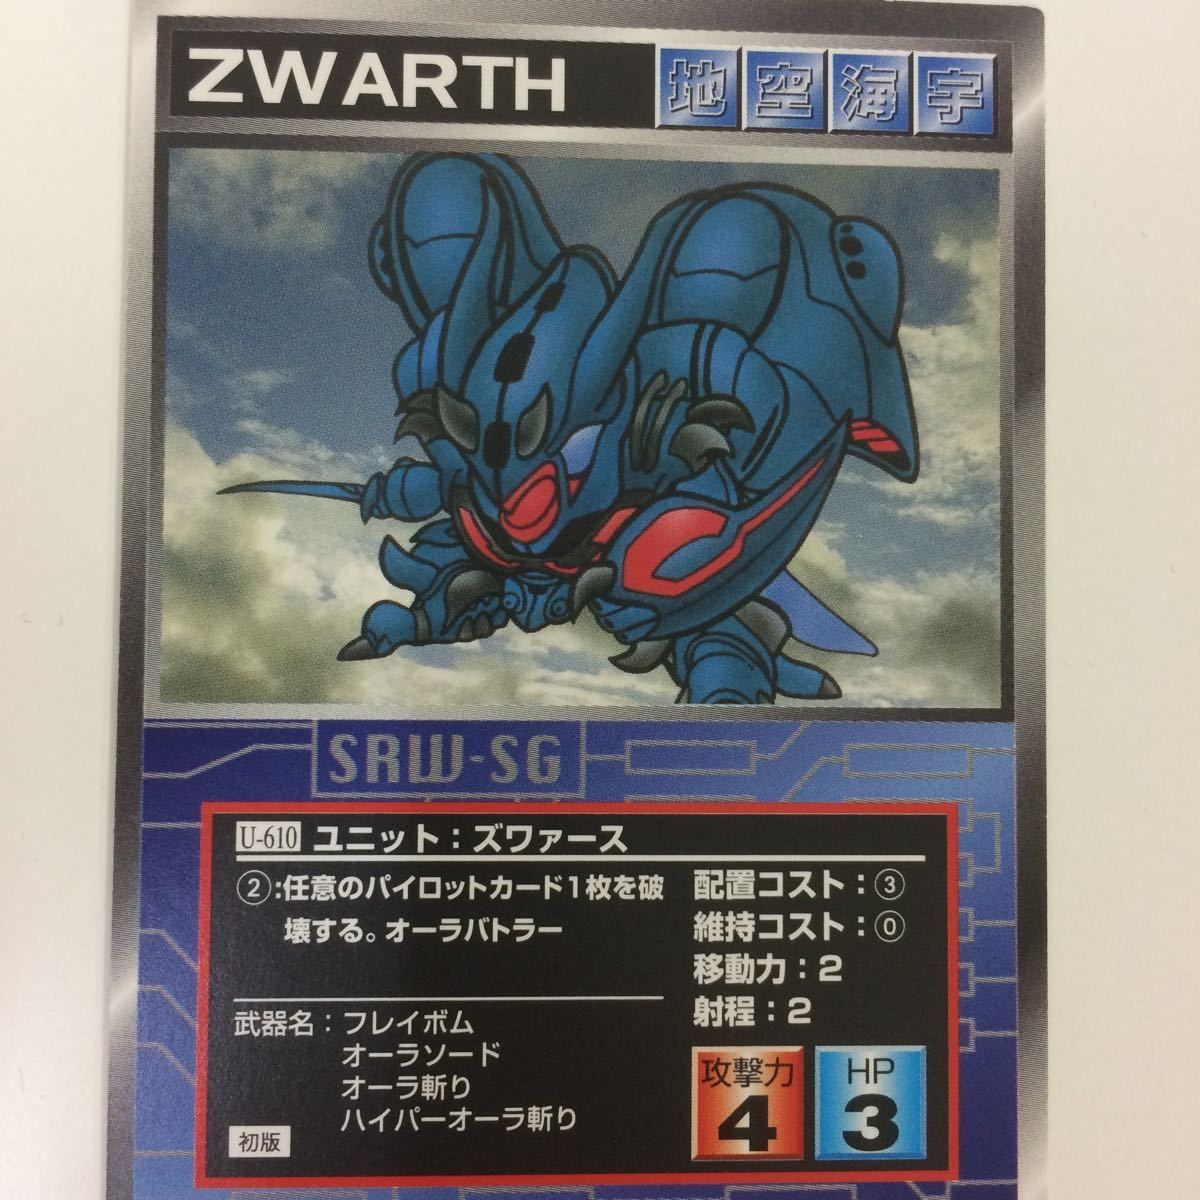 ZWARTH
地 空 海 宇
SRW-SG
U-610 ユニット：ズワァース
②:任意のパイロットカード1枚を破
壊する。オーラバトラー
配置コスト：③
維持コスト：⓪
移動力：2
射程：2
武器名：フレイボム
オーラソード
オーラ斬り
ハイパーオーラ斬り
初版
攻撃力
4
HP
3